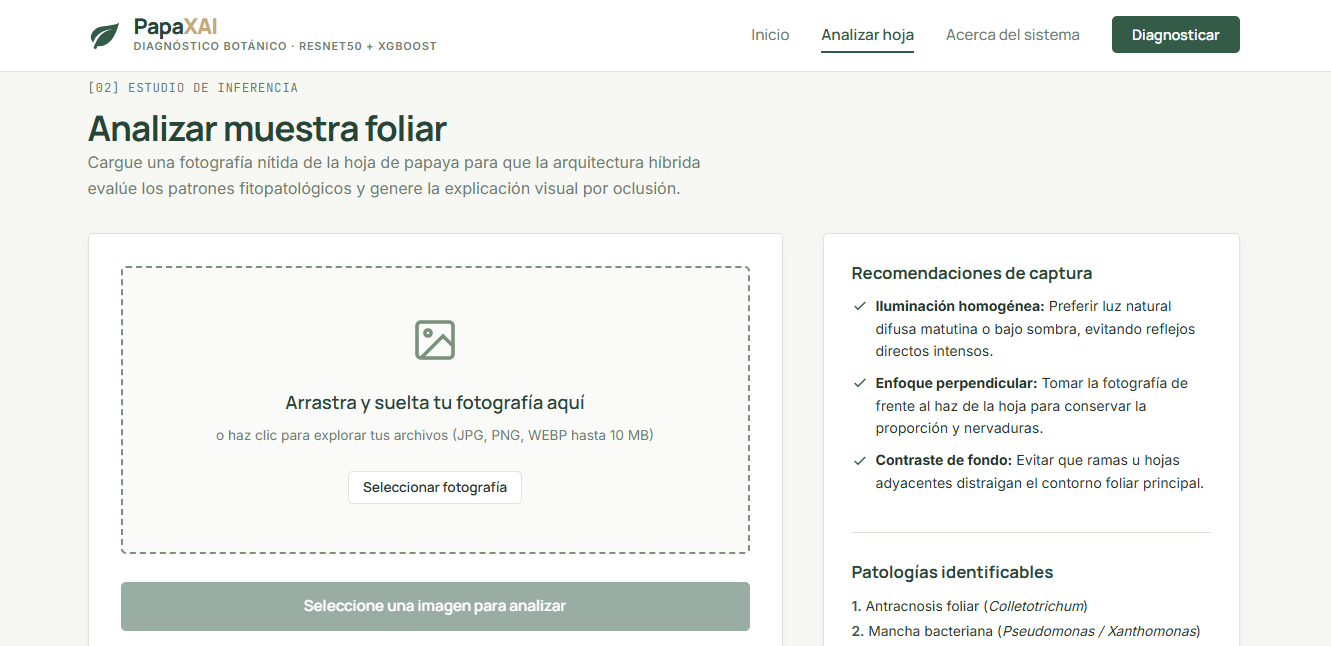 PapaXAI
DIAGNÓSTICO BOTÁNICO · RESNET50 + XGBOOST
Inicio
Analizar hoja
Acerca del sistema
Diagnosticar
[02] ESTUDIO DE INFERENCIA
Analizar muestra foliar
Cargue una fotografía nítida de la hoja de papaya para que la arquitectura híbrida
evalúe los patrones fitopatológicos y genere la explicación visual por oclusión.
Arrastra y suelta tu fotografía aquí
o haz clic para explorar tus archivos (JPG, PNG, WEBP hasta 10 MB)
Seleccionar fotografía
Seleccione una imagen para analizar
Recomendaciones de captura
Iluminación homogénea: Preferir luz natural
difusa matutina o bajo sombra, evitando reflejos
directos intensos.
Enfoque perpendicular: Tomar la fotografía de
frente al haz de la hoja para conservar la
proporción y nervaduras.
Contraste de fondo: Evitar que ramas u hojas
adyacentes distraigan el contorno foliar principal.
Patologías identificables
1. Antracnosis foliar (Colletotrichum)
2. Mancha bacteriana (Pseudomonas / Xanthomonas)